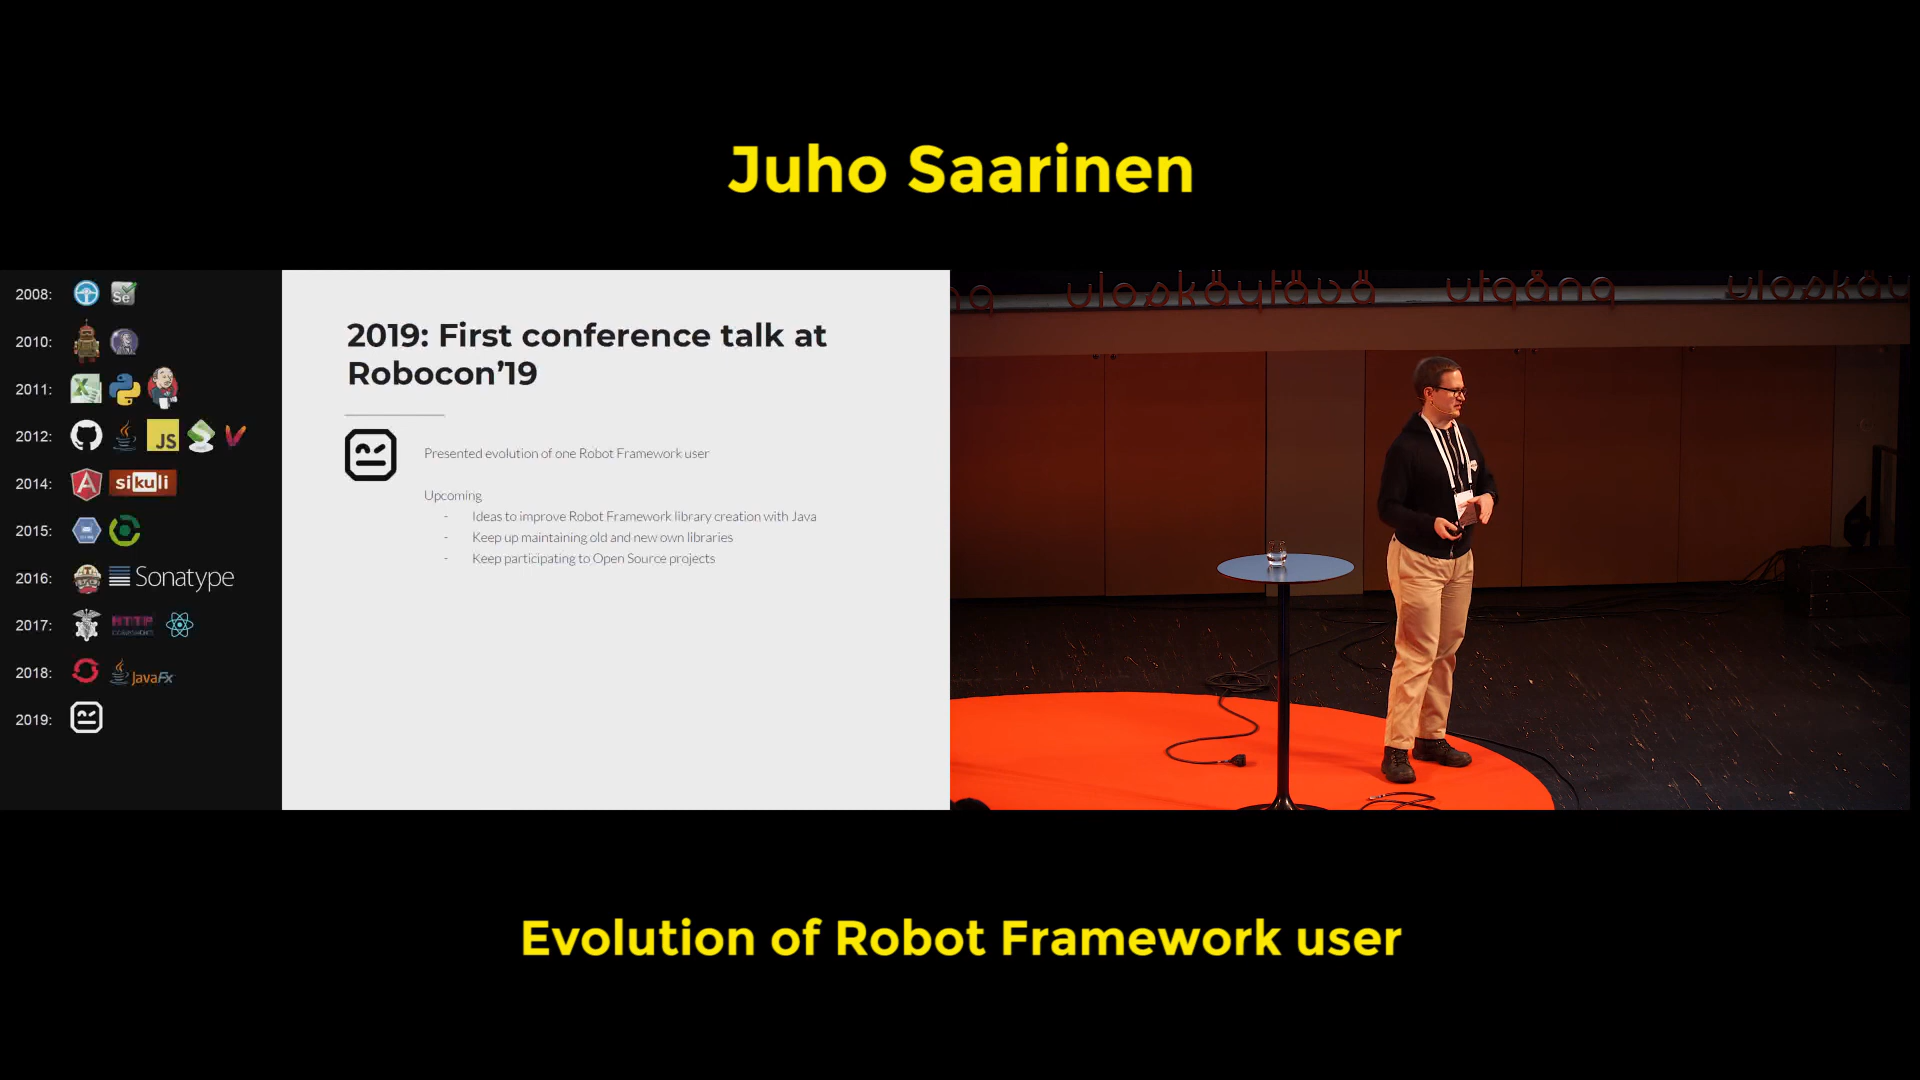 Juho Saarinen
2008:
Se
2010:
2011:
2012:
JS
2014:
A
sikuli
2015:
2016:
T
Sonatype
2017:
HTTP
2018:
JavaFx
2019:
2019: First conference talk at
Robocon'19
Presented evolution of one Robot Framework user
Upcoming
- Ideas to improve Robot Framework library creation with Java
- Keep up maintaining old and new own libraries
- Keep participating to Open Source projects
uloskäytävä
utgång
Evolution of Robot Framework user